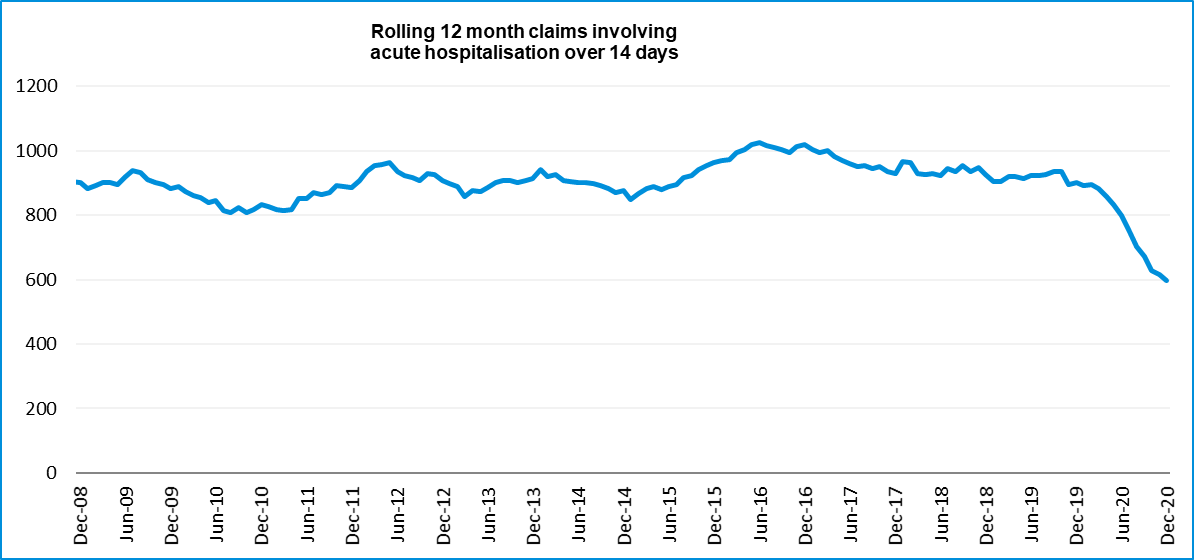 Rolling 12 month claims involving
acute hospitalisation over 14 days
1200
1000
800
600
400
200
0
Dec-08
Jun-09
Dec-09
Jun-10
Dec-10
Jun-11
Dec-11
Jun-12
Dec-12
Jun-13
Dec-13
Jun-14
Dec-14
Jun-15
Dec-15
Jun-16
Dec-16
Jun-17
Dec-17
Jun-18
Dec-18
Jun-19
Dec-19
Jun-20
Dec-20